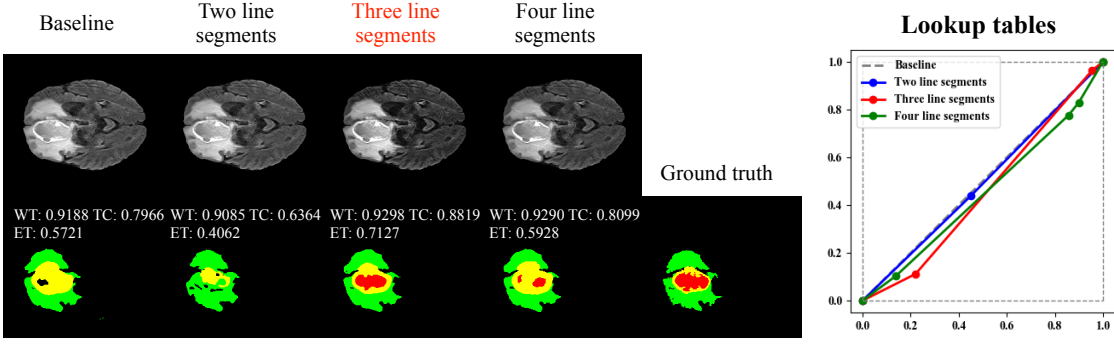 Baseline
Two line
segments
Three line
segments
Four line
segments
Ground truth
WT: 0.9188 TC: 0.7966
ET: 0.5721
WT: 0.9085 TC: 0.6364
ET: 0.4062
WT: 0.9298 TC: 0.8819
ET: 0.7127
WT: 0.9290 TC: 0.8099
ET: 0.5928
Lookup tables
Baseline
Two line segments
Three line segments
Four line segments
1.0
0.8
0.6
0.4
0.2
0.0
0.0 0.2 0.4 0.6 0.8 1.0